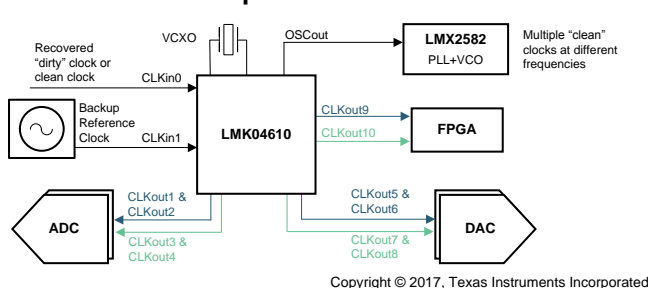 VCXO
OSCout
LMX2582
PLL+VCO
Multiple “clean”
clocks at different
frequencies
Recovered
“dirty” clock or
clean clock
CLKin0
Backup
Reference
Clock
CLKin1
LMK04610
CLKout9
CLKout10
FPGA
CLKout1 &
CLKout2
CLKout3 &
CLKout4
ADC
CLKout5 &
CLKout6
CLKout7 &
CLKout8
DAC
Copyright © 2017, Texas Instruments Incorporated